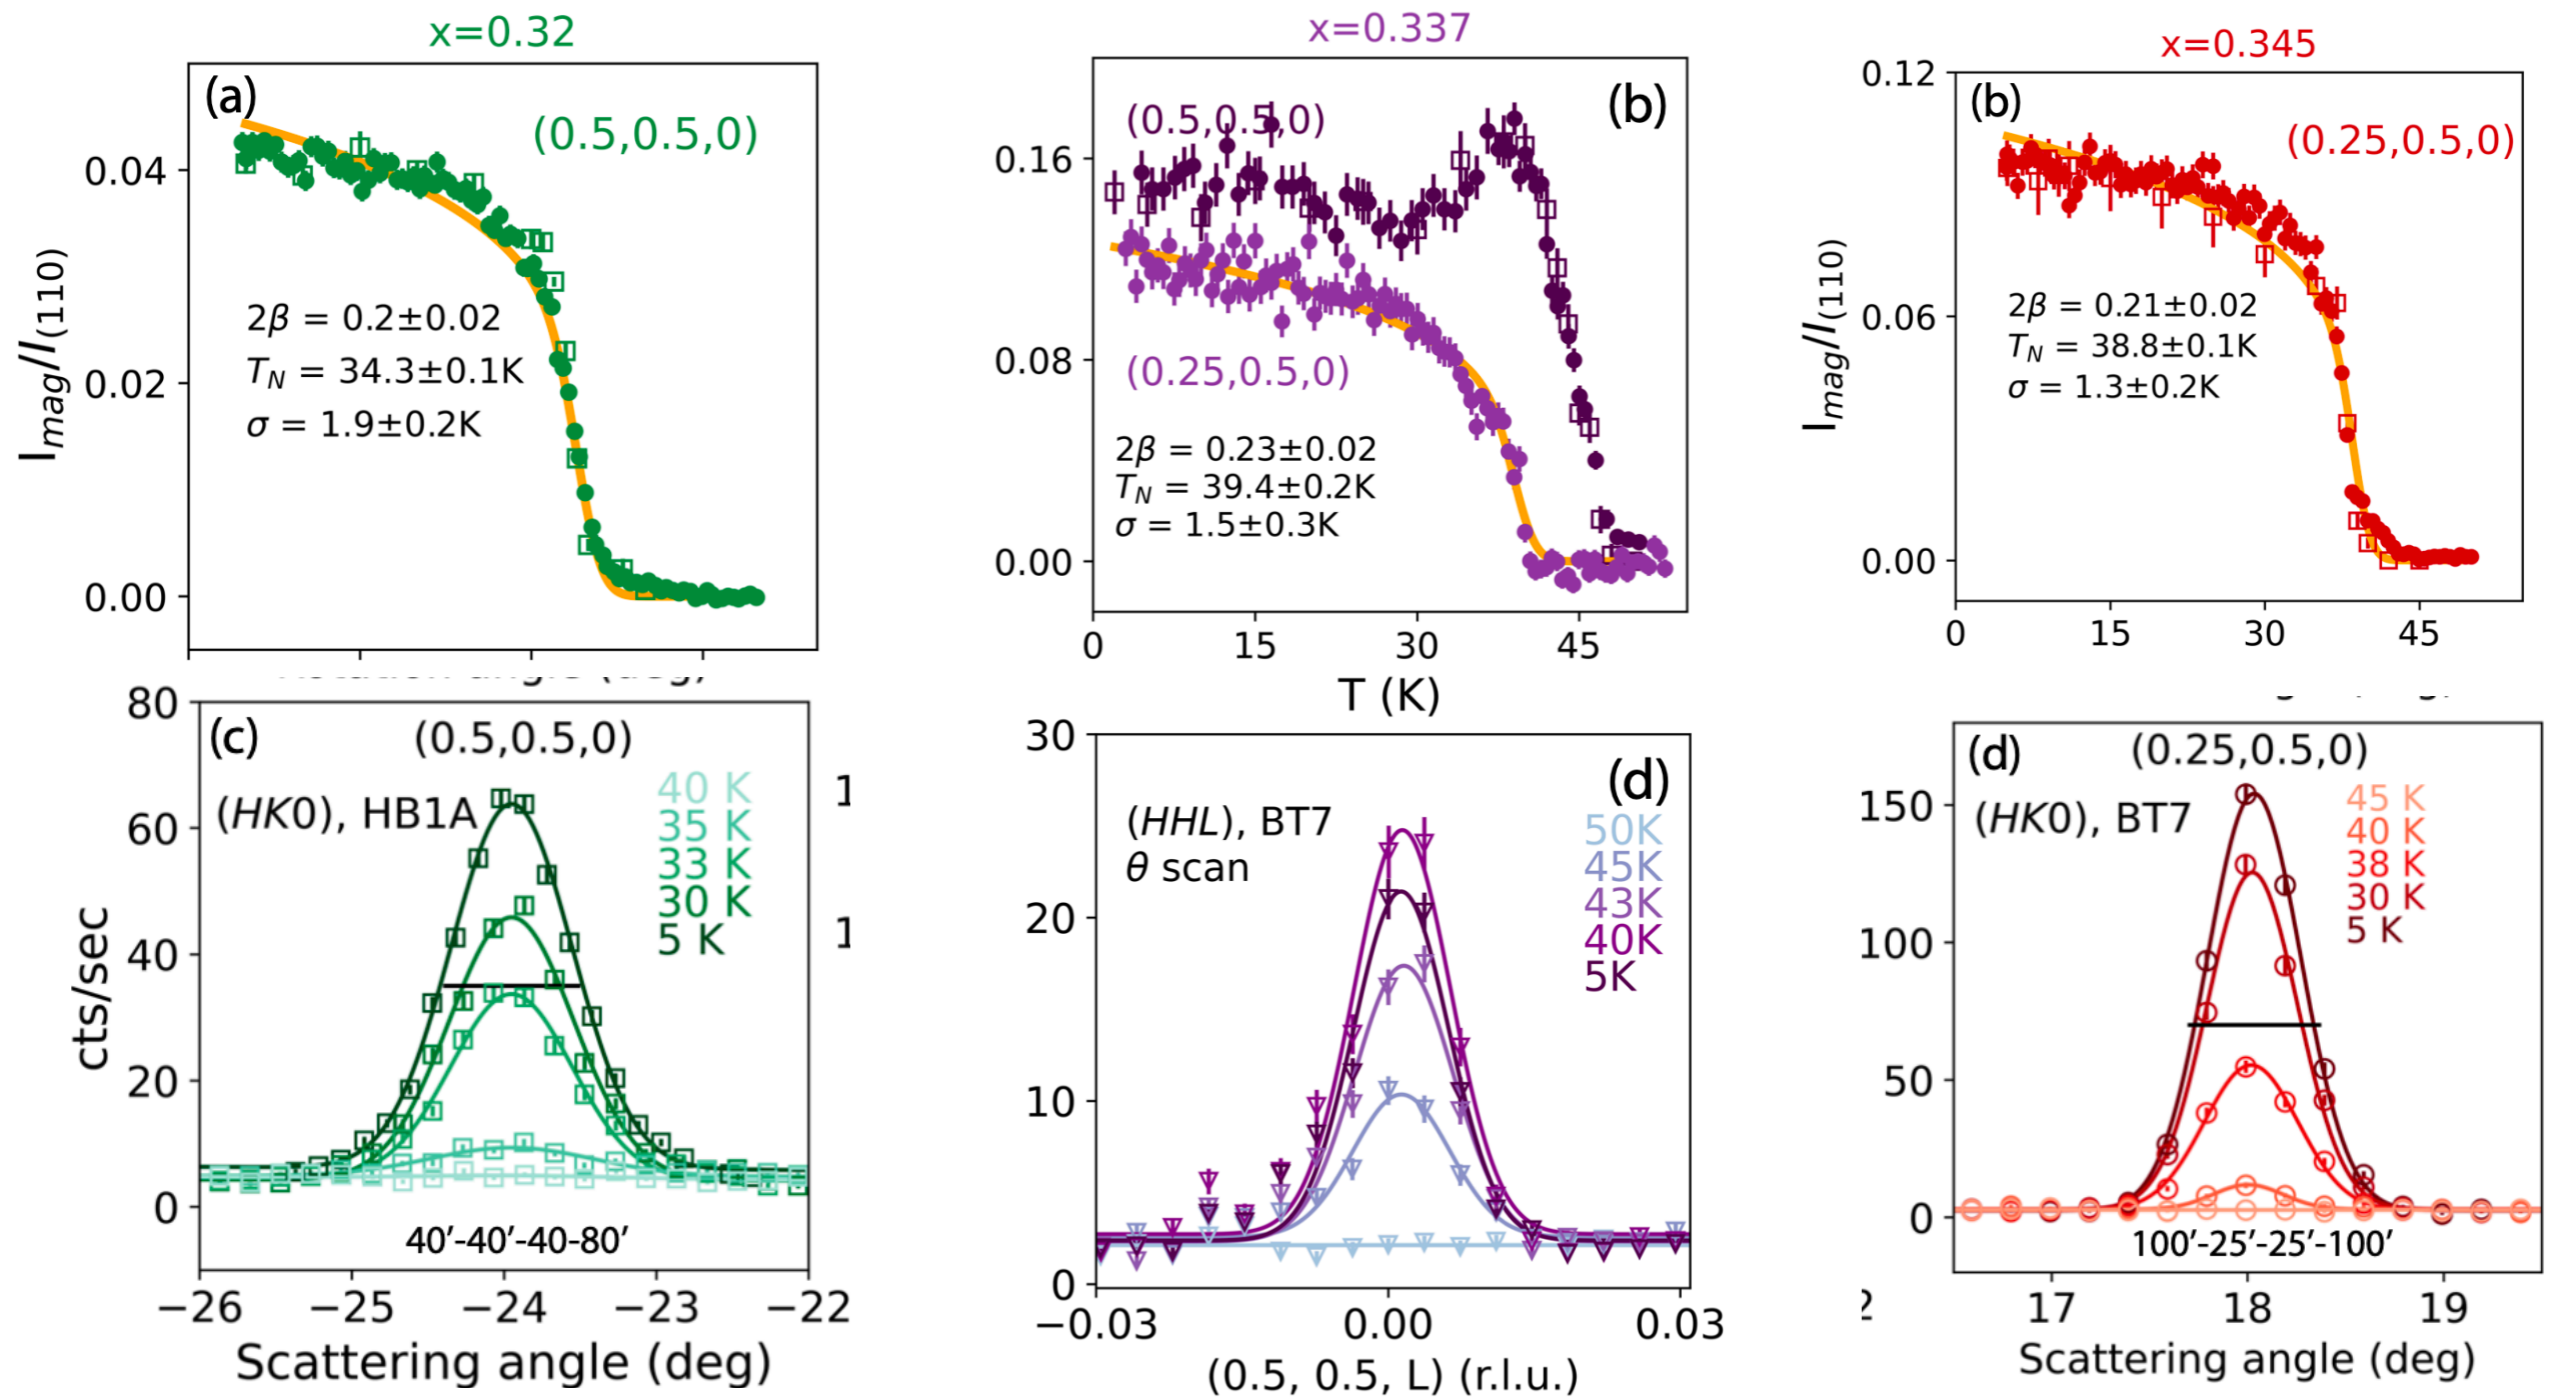 x=0.32
(a)
(0.5,0.5,0)
I_mag/I_(110)
0.04
0.02
0.00
2β = 0.2±0.02
T_N = 34.3±0.1K
σ = 1.9±0.2K
x=0.337
(0.5,0.5,0)
(b)
0.16
0.08
0.00
(0.25,0.5,0)
2β = 0.23±0.02
T_N = 39.4±0.2K
σ = 1.5±0.3K
0 15 30 45
T (K)
x=0.345
0.12
0.06
0.00
(b)
(0.25,0.5,0)
I_mag/I_(110)
2β = 0.21±0.02
T_N = 38.8±0.1K
σ = 1.3±0.2K
0 15 30 45
(c)
(0.5,0.5,0)
(HK0), HB1A
40 K
35 K
33 K
30 K
5 K
80
60
40
20
0
cts/sec
40′-40′-40-80′
−26 −25 −24 −23 −22
Scattering angle (deg)
1
1
30
20
10
0
(d)
(HHL), BT7
θ scan
50K
45K
43K
40K
5K
−0.03 0.00 0.03
(0.5, 0.5, L) (r.l.u.)
(d)
(0.25,0.5,0)
(HK0), BT7
45 K
40 K
38 K
30 K
5 K
150
100
50
0
100′-25′-25′-100′
2
17 18 19
Scattering angle (deg)